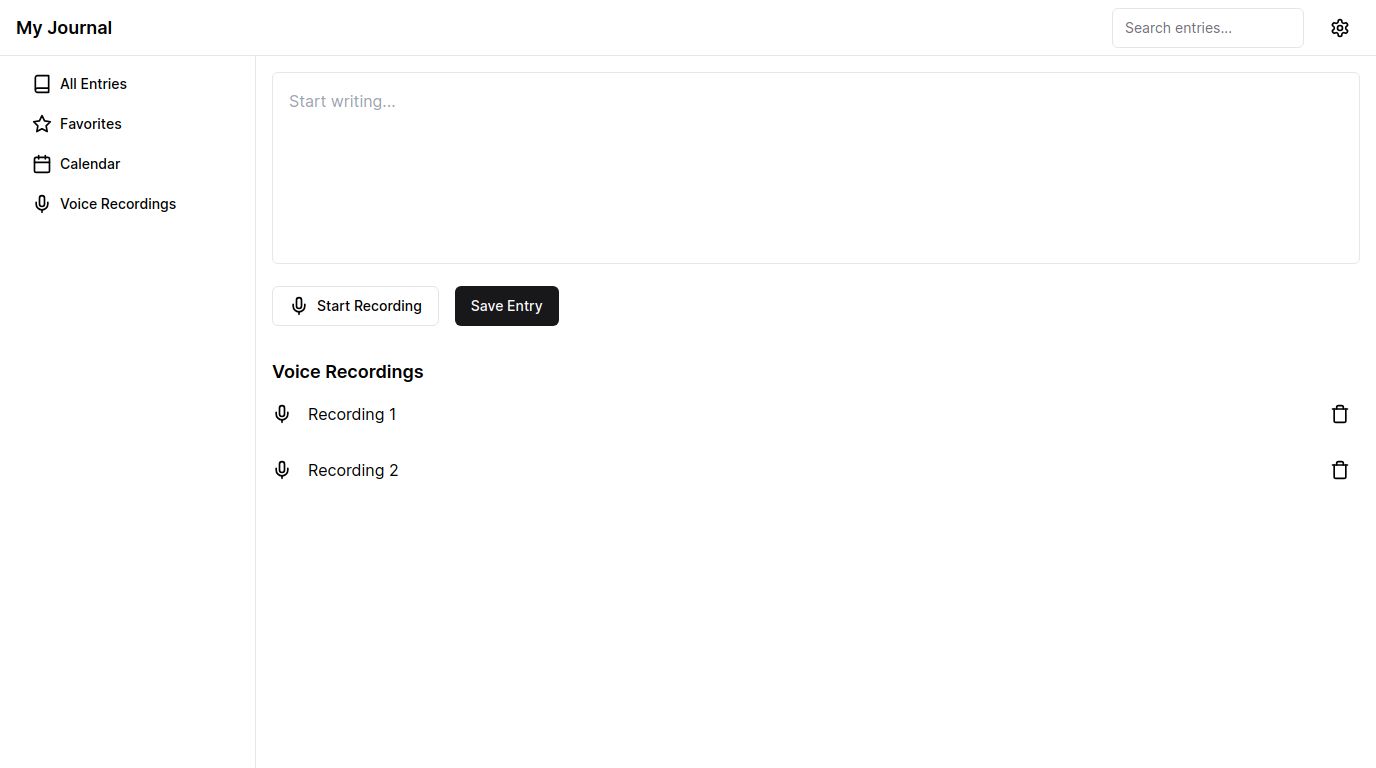 My Journal
Search entries...
All Entries
Favorites
Calendar
Voice Recordings
Start writing...
Start Recording
Save Entry
Voice Recordings
Recording 1
Recording 2